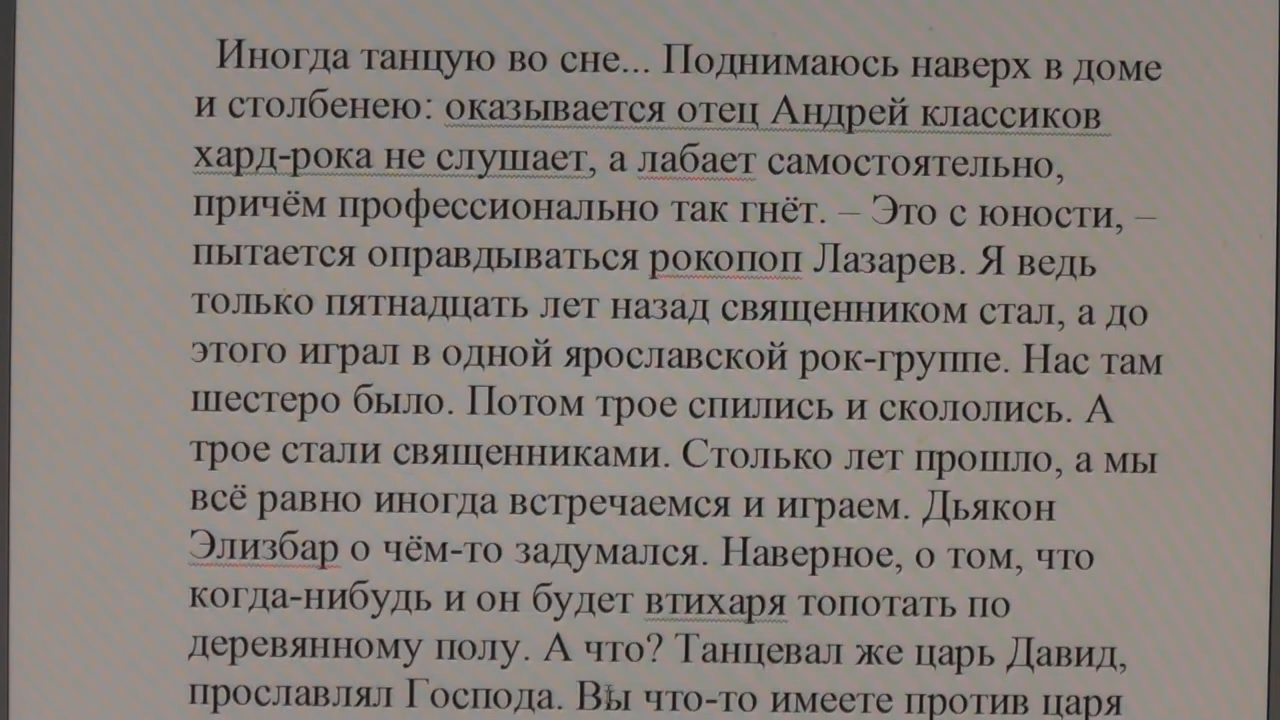 Иногда танцую во сне... Поднимаюсь наверх в доме
и столбенею: оказывается отец Андрей классиков
хард-рока не слушает, а лабает самостоятельно,
причём профессионально так гнёт. – Это с юности, –
пытается оправдываться рокопоп Лазарев. Я ведь
только пятнадцать лет назад священником стал, а до
этого играл в одной ярославской рок-группе. Нас там
шестеро было. Потом трое спились и скололись. А
трое стали священниками. Столько лет прошло, а мы
всё равно иногда встречаемся и играем. Дьякон
Элизбар о чём-то задумался. Наверное, о том, что
когда-нибудь и он будет втихаря топотать по
деревянному полу. А что? Танцевал же царь Давид,
прославлял Господа. Вы что-то имеете против царя